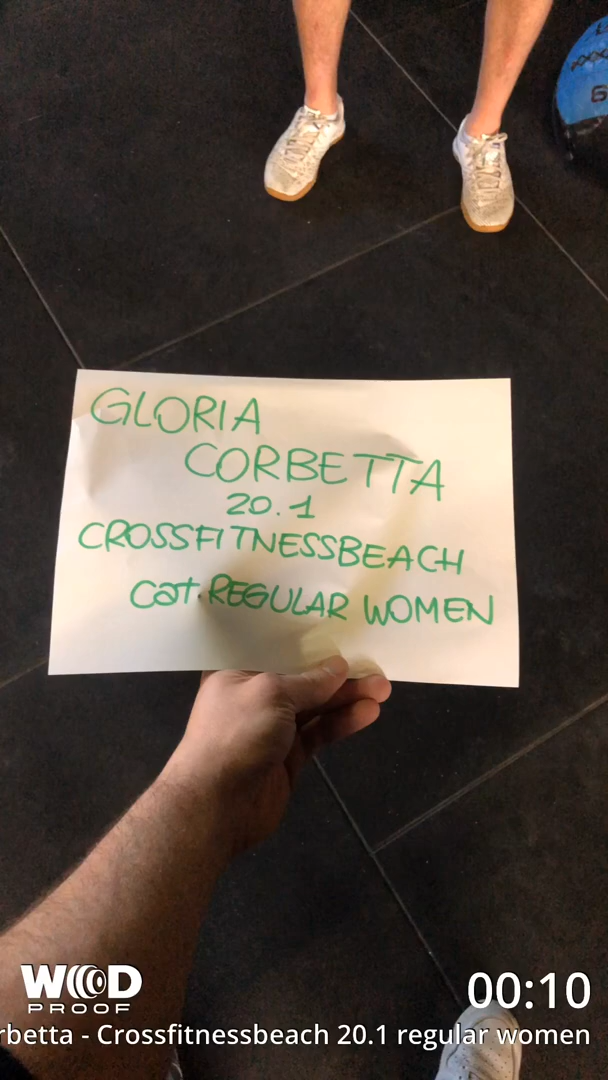 GLORIA
CORBETTA
20.1
CROSSFITNESSBEACH
cat. REGULAR WOMEN
WOD
PROOF
00:10
rbetta - Crossfitnessbeach 20.1 regular women